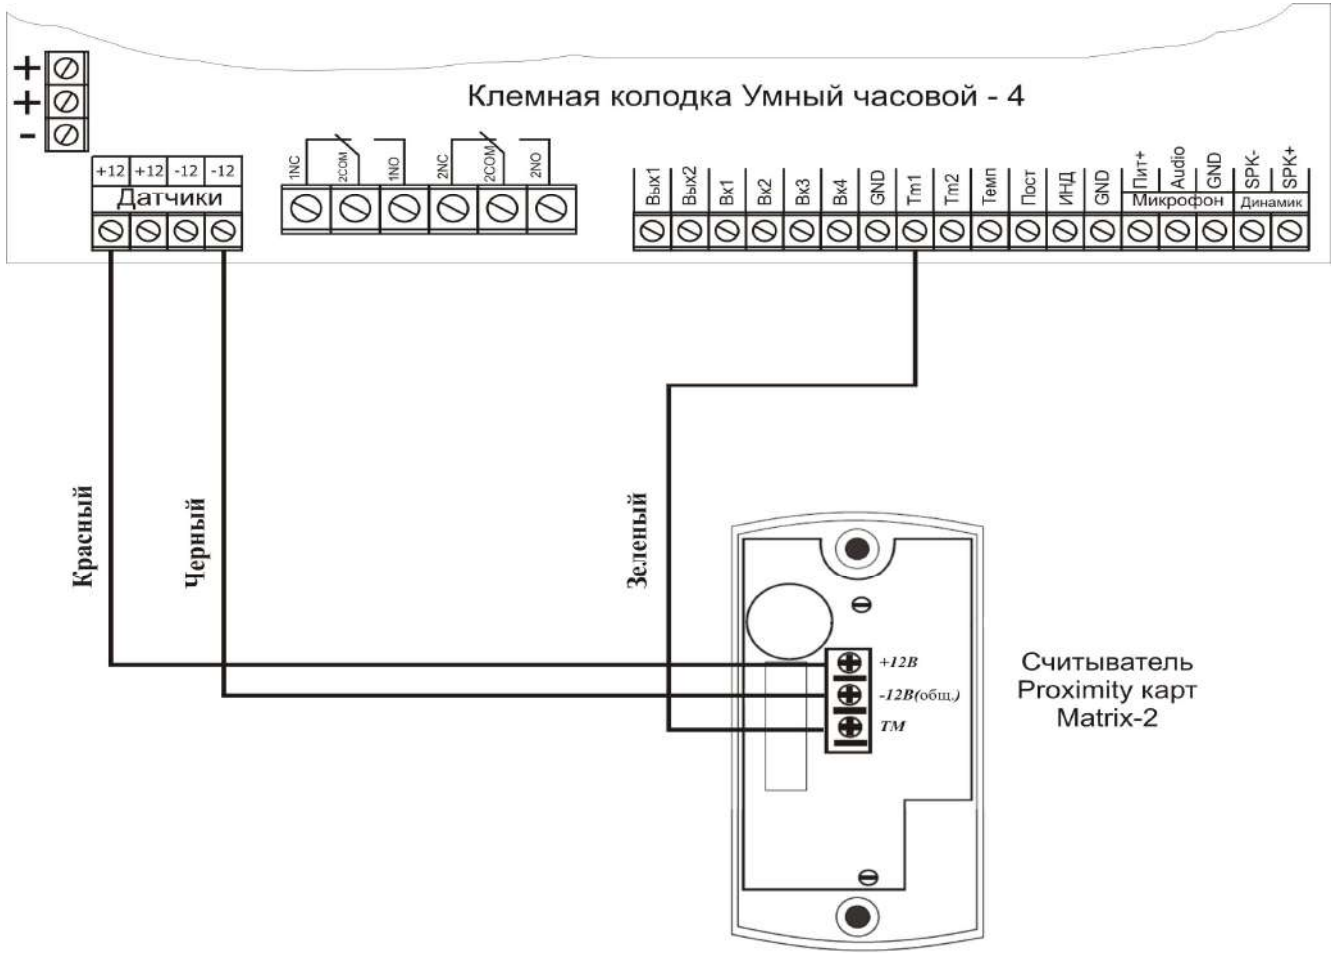 +
+
-
Клемная колодка Умный часовой - 4
+12 +12 -12 -12
Датчики
1NC 2COM 1NO 2NC 2COM 2NO
Вых1 Вых2 Вх1 Вх2 Вх3 Вх4 GND Tm1 Tm2 Темп Пост ИНД GND Пит+ Audio GND SPK- SPK+
Микрофон Динамик
Красный
Черный
Зеленый
+12В
-12В(общ.)
ТМ
Считыватель
Proximity карт
Matrix-2